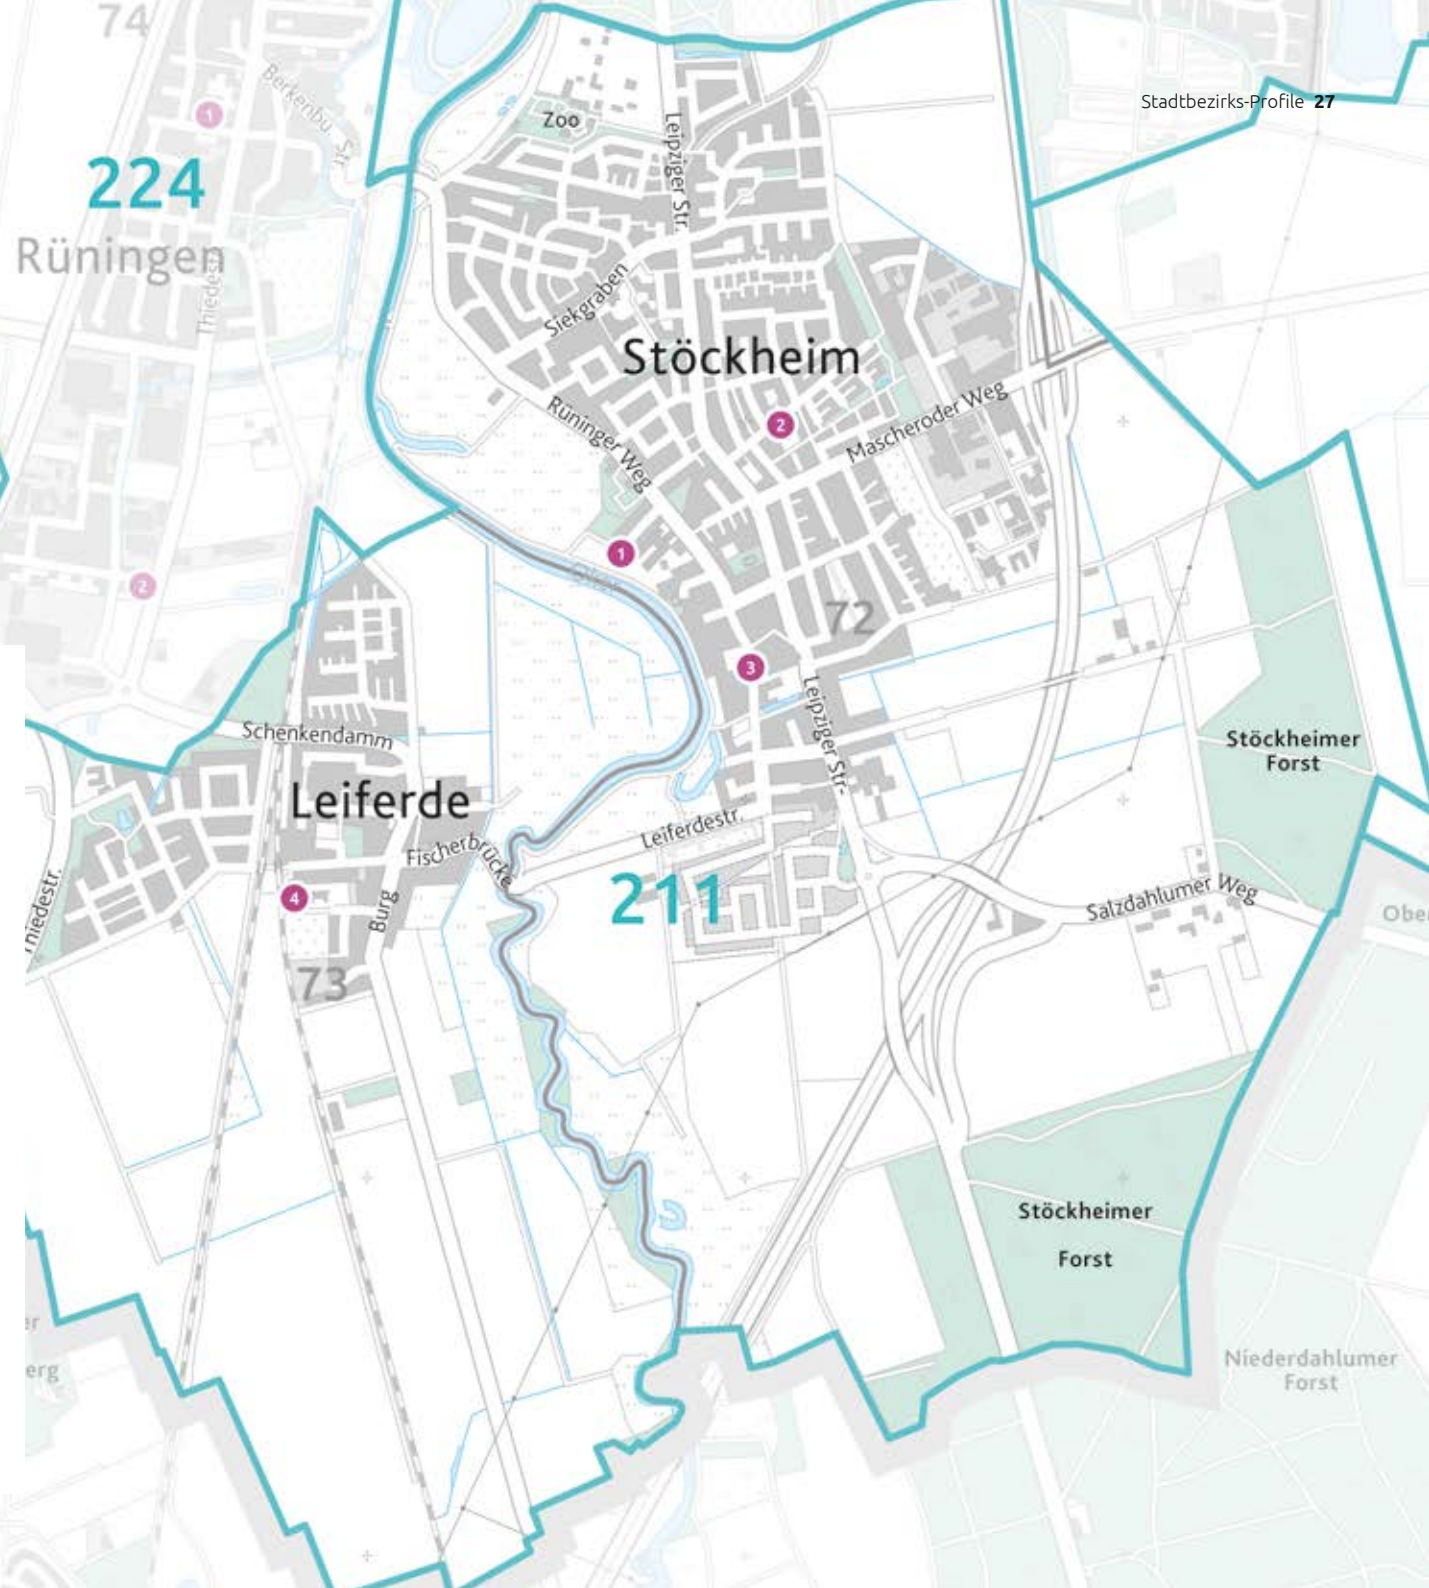 74
Stadtbezirks-Profile 27
1
Zoo
Leipziger Str.
224
Rüningen
Thiedestr.
Siekgraben
Stöckheim
Mascheroder Weg
Rüninger Weg
2
1
2
72
3
Leipziger Str.
Schenkendamm
Stöckheimer
Forst
Leiferde
Leiferdestr.
Fischerbrücke
211
4
Burg
Thiedestr.
Salzdahlumer Weg
73
Stöckheimer
Forst
Niederdahlumer
Forst